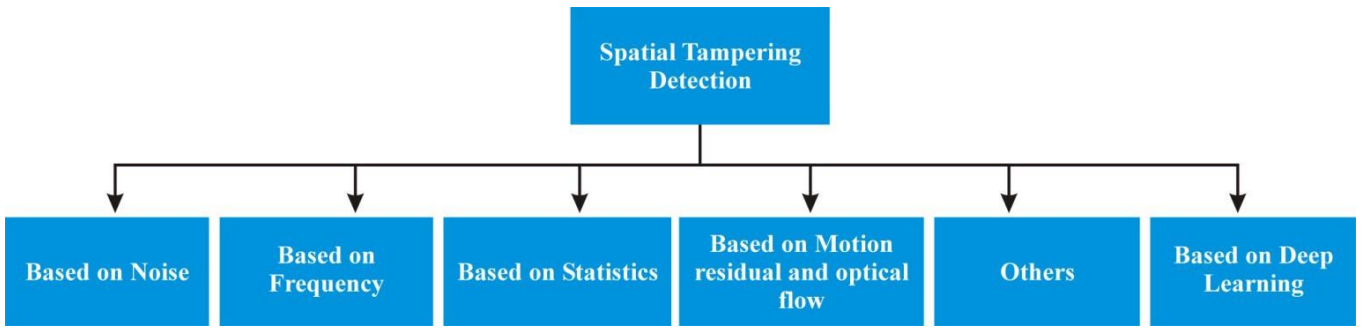 Spatial Tampering
Detection
Based on Noise
Based on
Frequency
Based on Statistics
Based on Motion
residual and optical
flow
Others
Based on Deep
Learning